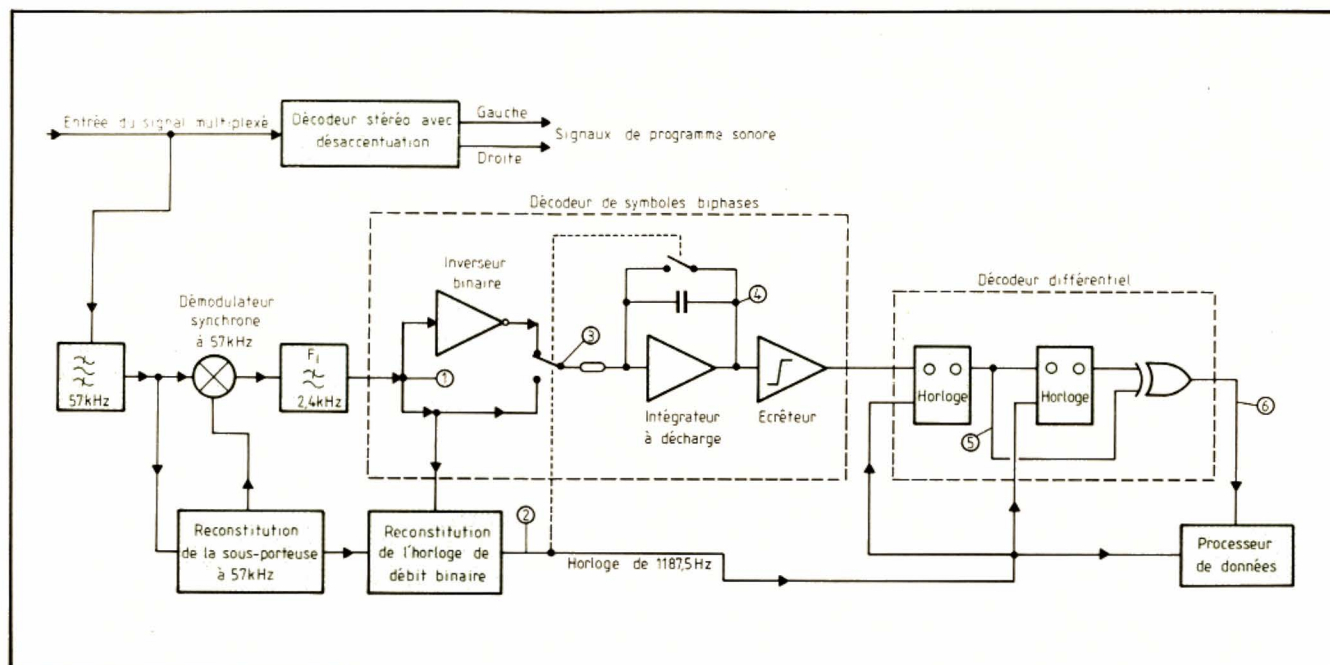 Entrée du signal multiplexé
Décodeur stéréo avec
désaccentuation
Gauche
Droite
Signaux de programme sonore
Décodeur de symboles biphases
Inverseur
binaire
Démodulateur
synchrone
à 57kHz
57kHz
F1
2,4kHz
1
3
4
Intégrateur
à décharge
Ecrêteur
Décodeur différentiel
Horloge
Horloge
5
6
Reconstitution
de la sous-porteuse
à 57kHz
Reconstitution
de l'horloge de
débit binaire
2
Horloge de 1187,5Hz
Processeur
de données